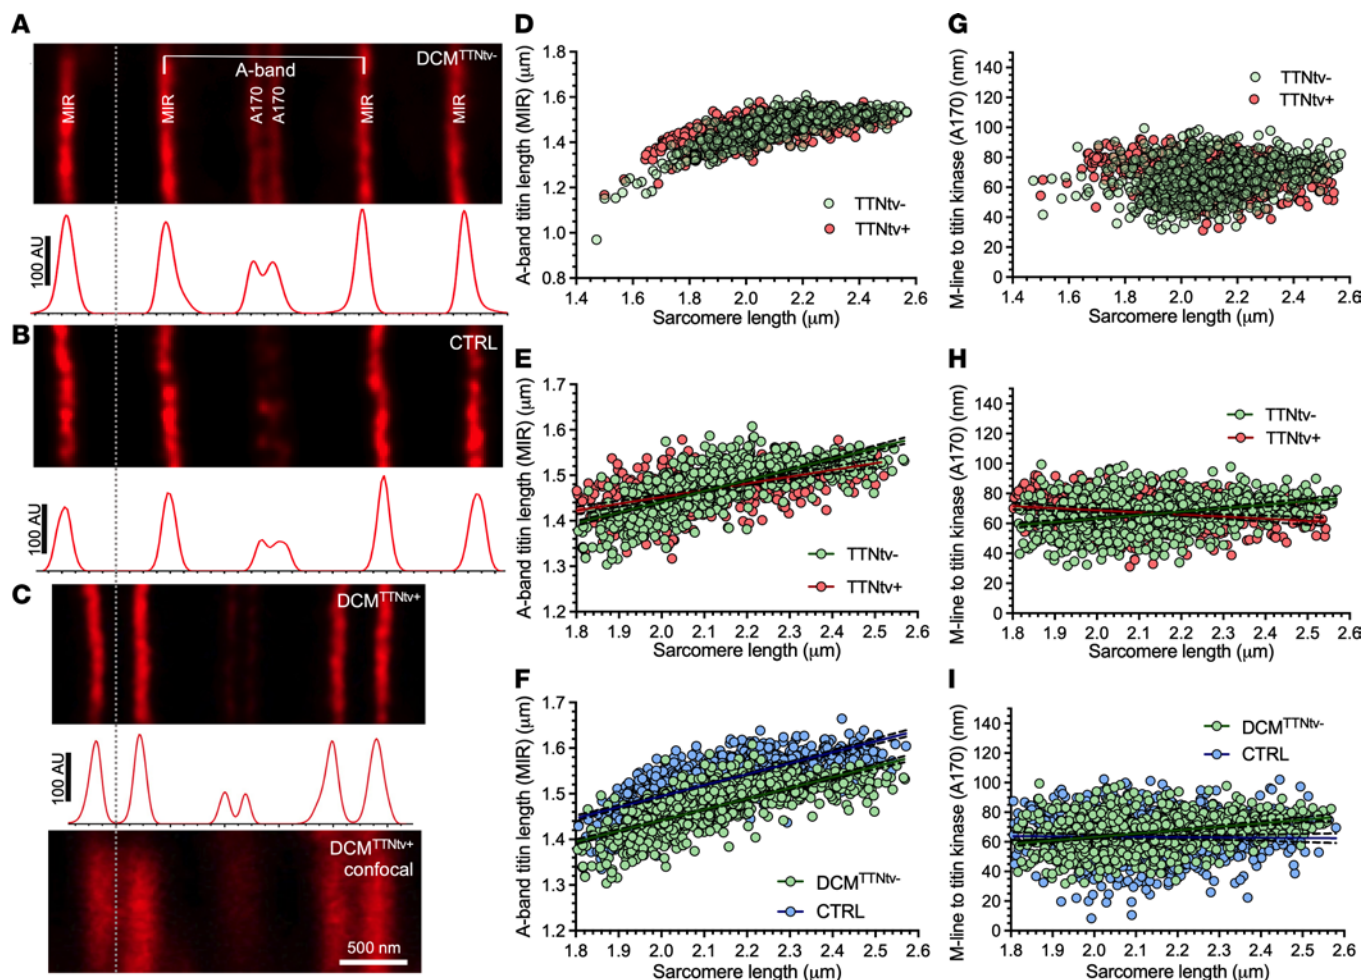 A
DCM^TTNtv-
A-band
MIR
MIR
A170
A170
MIR
MIR
100 AU
B
CTRL
100 AU
C
DCM^TTNtv+
100 AU
DCM^TTNtv+
confocal
500 nm
D
A-band titin length (MIR) (μm)
1.8
1.6
1.4
1.2
1.0
0.8
TTNtv-
TTNtv+
1.4 1.6 1.8 2.0 2.2 2.4 2.6
Sarcomere length (μm)
E
A-band titin length (MIR) (μm)
1.7
1.6
1.5
1.4
1.3
1.2
TTNtv-
TTNtv+
1.8 1.9 2.0 2.1 2.2 2.3 2.4 2.5 2.6
Sarcomere length (μm)
F
A-band titin length (MIR) (μm)
1.7
1.6
1.5
1.4
1.3
1.2
DCM^TTNtv-
CTRL
1.8 1.9 2.0 2.1 2.2 2.3 2.4 2.5 2.6
Sarcomere length (μm)
G
M-line to titin kinase (A170) (nm)
140
120
100
80
60
40
20
0
TTNtv-
TTNtv+
1.4 1.6 1.8 2.0 2.2 2.4 2.6
Sarcomere length (μm)
H
M-line to titin kinase (A170) (nm)
140
120
100
80
60
40
20
0
TTNtv-
TTNtv+
1.8 1.9 2.0 2.1 2.2 2.3 2.4 2.5 2.6
Sarcomere length (μm)
I
M-line to titin kinase (A170) (nm)
140
120
100
80
60
40
20
0
DCM^TTNtv-
CTRL
1.8 1.9 2.0 2.1 2.2 2.3 2.4 2.5 2.6
Sarcomere length (μm)